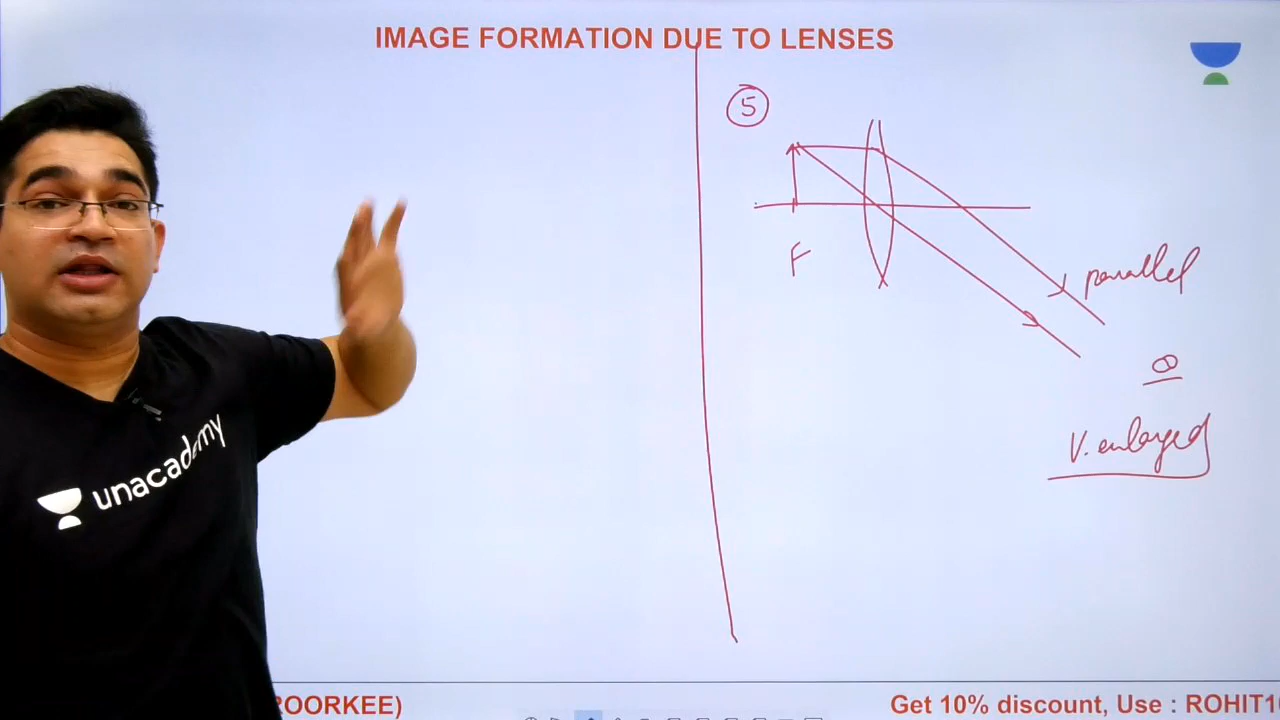 IMAGE FORMATION DUE TO LENSES
5
F
parallel
∞
V. enlarged
unacademy
ROORKEE)
Get 10% discount, Use : ROHIT1